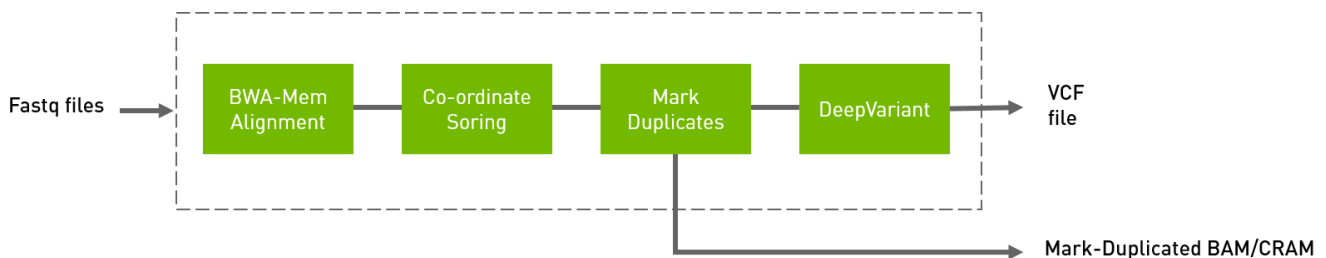 Fastq files
BWA-Mem
Alignment
Co-ordinate
Soring
Mark
Duplicates
DeepVariant
VCF
file
Mark-Duplicated BAM/CRAM